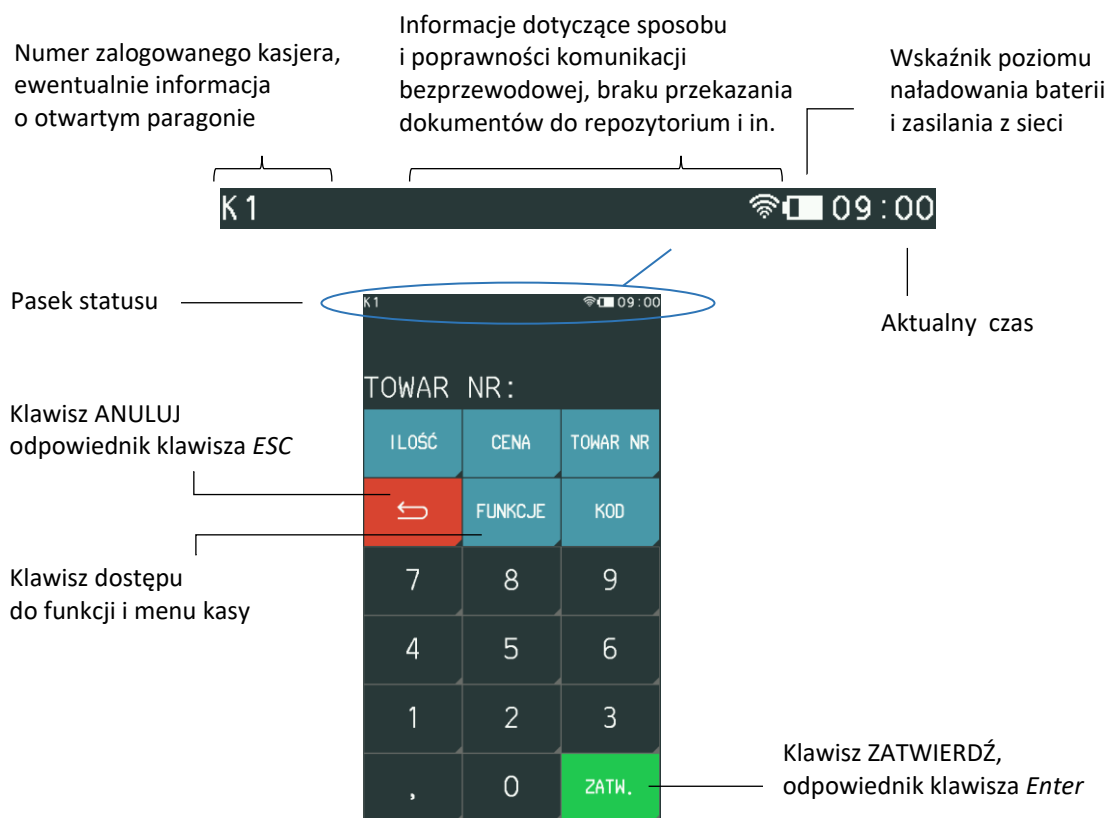 Numer zalogowanego kasjera,
ewentualnie informacja
o otwartym paragonie
Informacje dotyczące sposobu
i poprawności komunikacji
bezprzewodowej, braku przekazania
dokumentów do repozytorium i in.
Wskaźnik poziomu
naładowania baterii
i zasilania z sieci
K1 09:00
Pasek statusu
K1 09:00
Aktualny czas
TOWAR NR:
Klawisz ANULUJ
odpowiednik klawisza ESC
ILOŚĆ CENA TOWAR NR
FUNKCJE KOD
Klawisz dostępu
do funkcji i menu kasy
7 8 9
4 5 6
1 2 3
, 0 ZATW.
Klawisz ZATWIERDŹ,
odpowiednik klawisza Enter